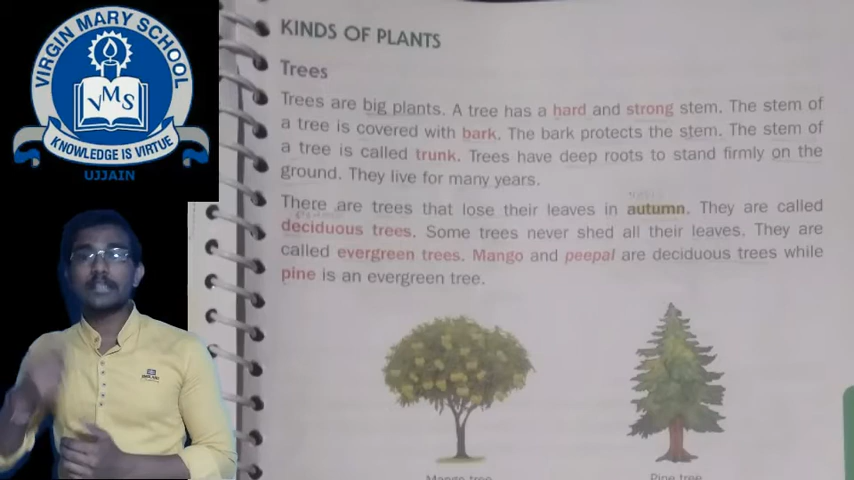 VIRGIN MARY SCHOOL
VMS
KNOWLEDGE IS VIRTUE
UJJAIN
KINDS OF PLANTS
Trees
Trees are big plants. A tree has a hard and strong stem. The stem of
a tree is covered with bark. The bark protects the stem. The stem of
a tree is called trunk. Trees have deep roots to stand firmly on the
ground. They live for many years.
There are trees that lose their leaves in autumn. They are called
deciduous trees. Some trees never shed all their leaves. They are
called evergreen trees. Mango and peepal are deciduous trees while
pine is an evergreen tree.
Mango tree
Pine tree